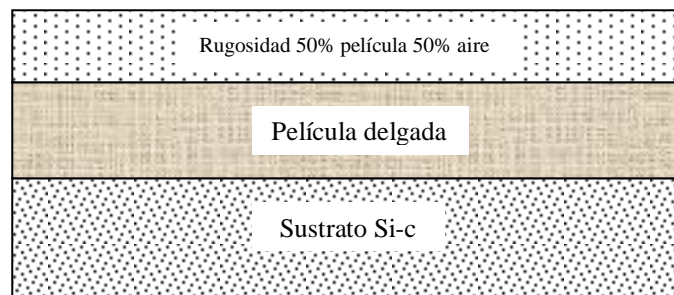 Rugosidad 50% película 50% aire
Película delgada
Sustrato Si-c